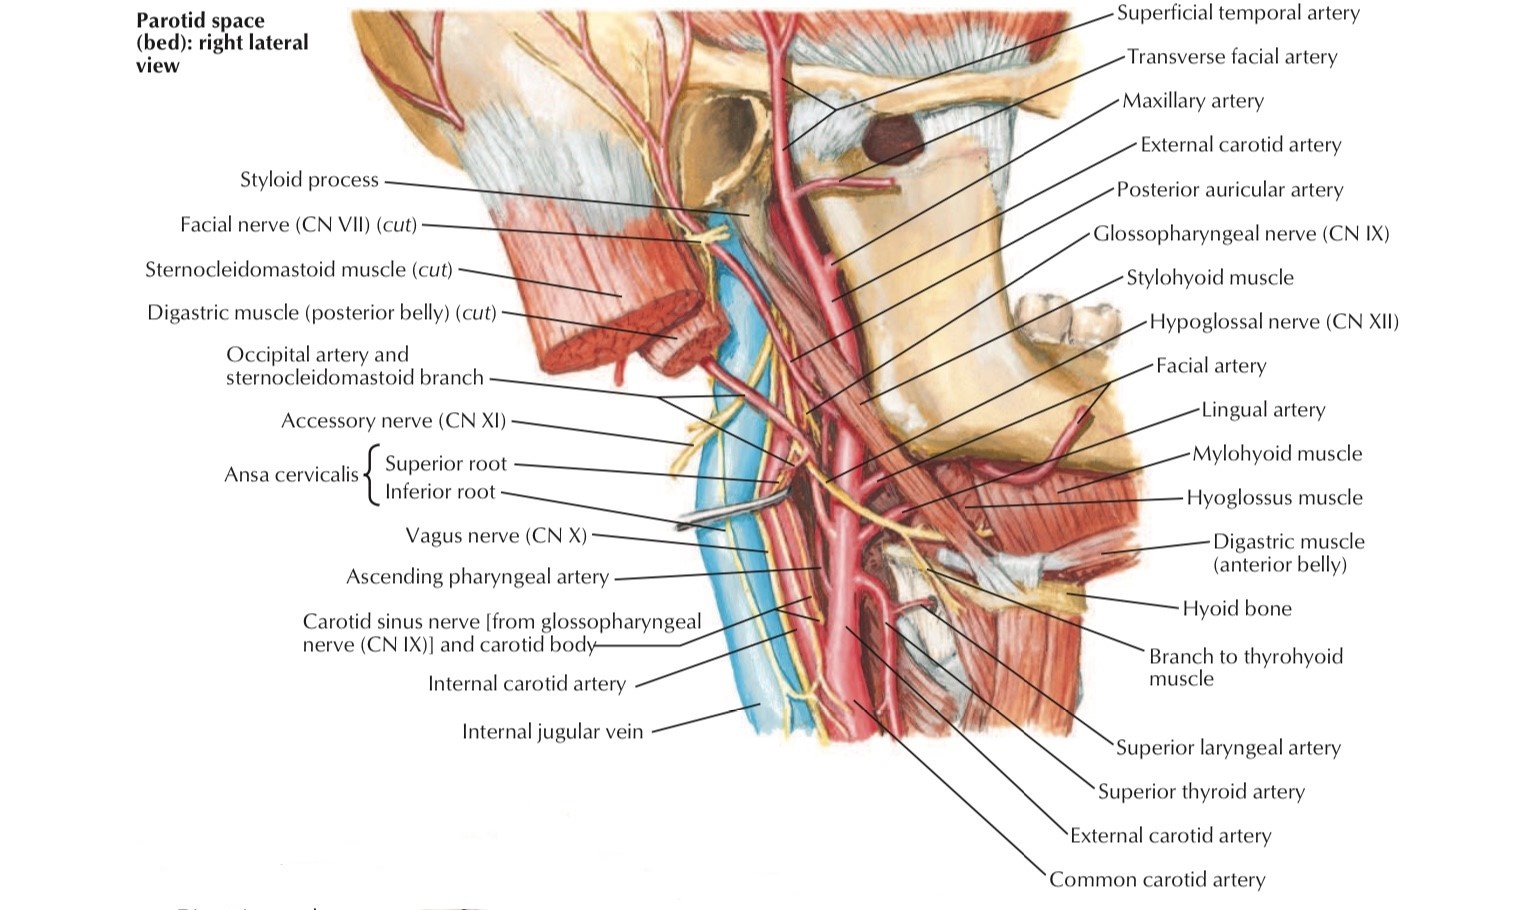 Parotid space
(bed): right lateral
view
Styloid process
Facial nerve (CN VII) (cut)
Sternocleidomastoid muscle (cut)
Digastric muscle (posterior belly) (cut)
Occipital artery and
sternocleidomastoid branch
Accessory nerve (CN XI)
Ansa cervicalis
Superior root
Inferior root
Vagus nerve (CN X)
Ascending pharyngeal artery
Carotid sinus nerve [from glossopharyngeal
nerve (CN IX)] and carotid body
Internal carotid artery
Internal jugular vein
Superficial temporal artery
Transverse facial artery
Maxillary artery
External carotid artery
Posterior auricular artery
Glossopharyngeal nerve (CN IX)
Stylohyoid muscle
Hypoglossal nerve (CN XII)
Facial artery
Lingual artery
Mylohyoid muscle
Hyoglossus muscle
Digastric muscle
(anterior belly)
Hyoid bone
Branch to thyrohyoid
muscle
Superior laryngeal artery
Superior thyroid artery
External carotid artery
Common carotid artery